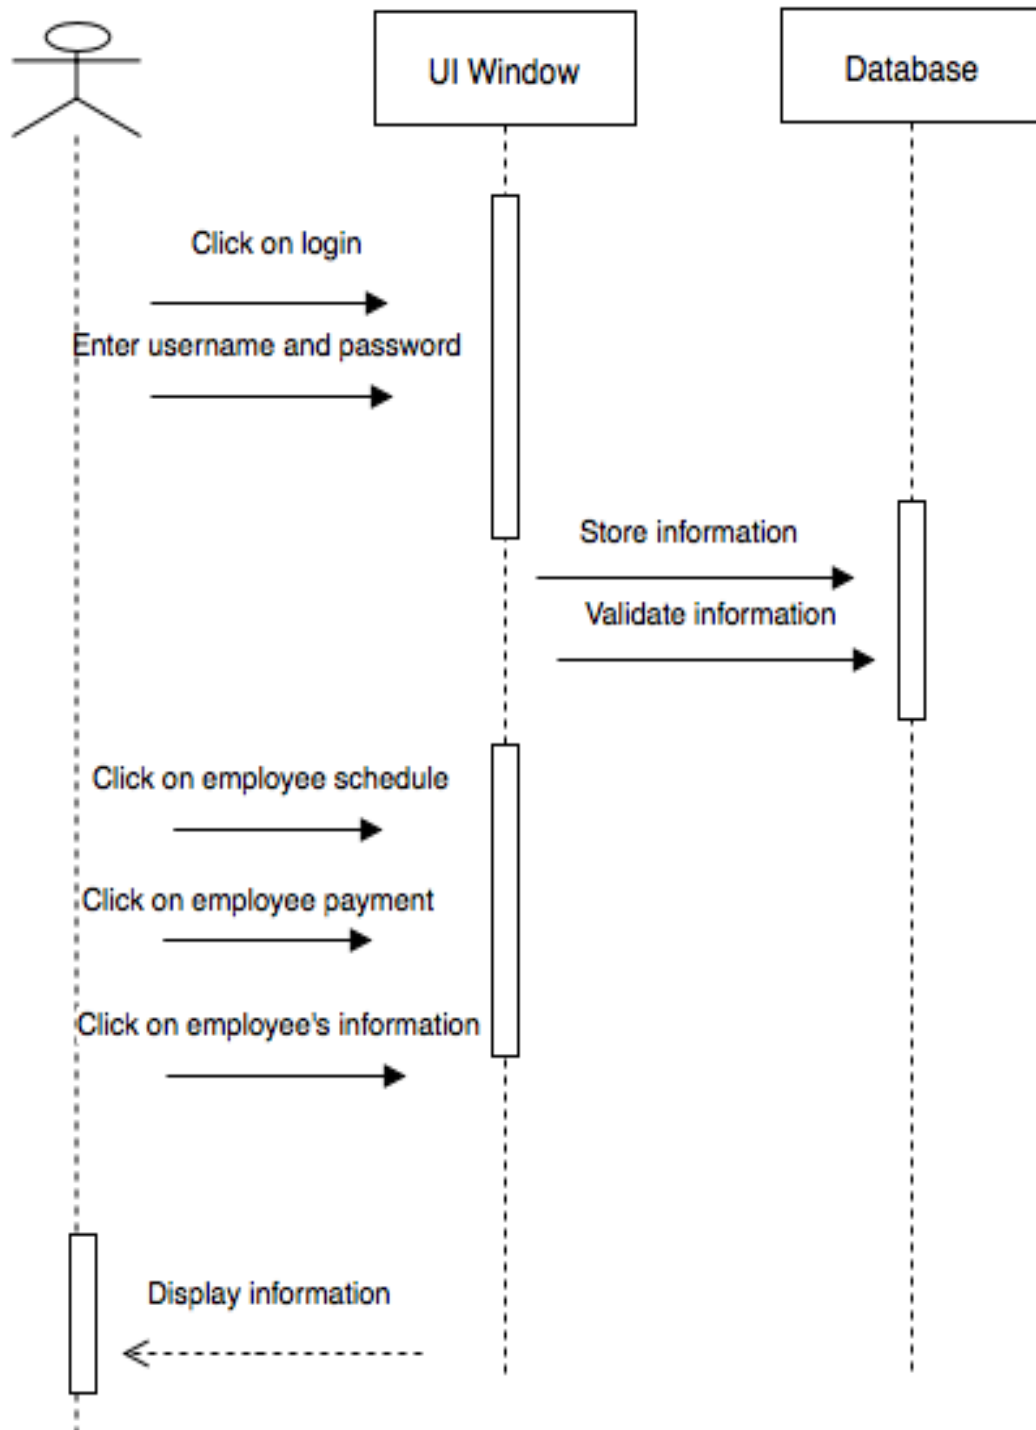 UI Window
Database
Click on login
Enter username and password
Store information
Validate information
Click on employee schedule
Click on employee payment
Click on employee's information
Display information